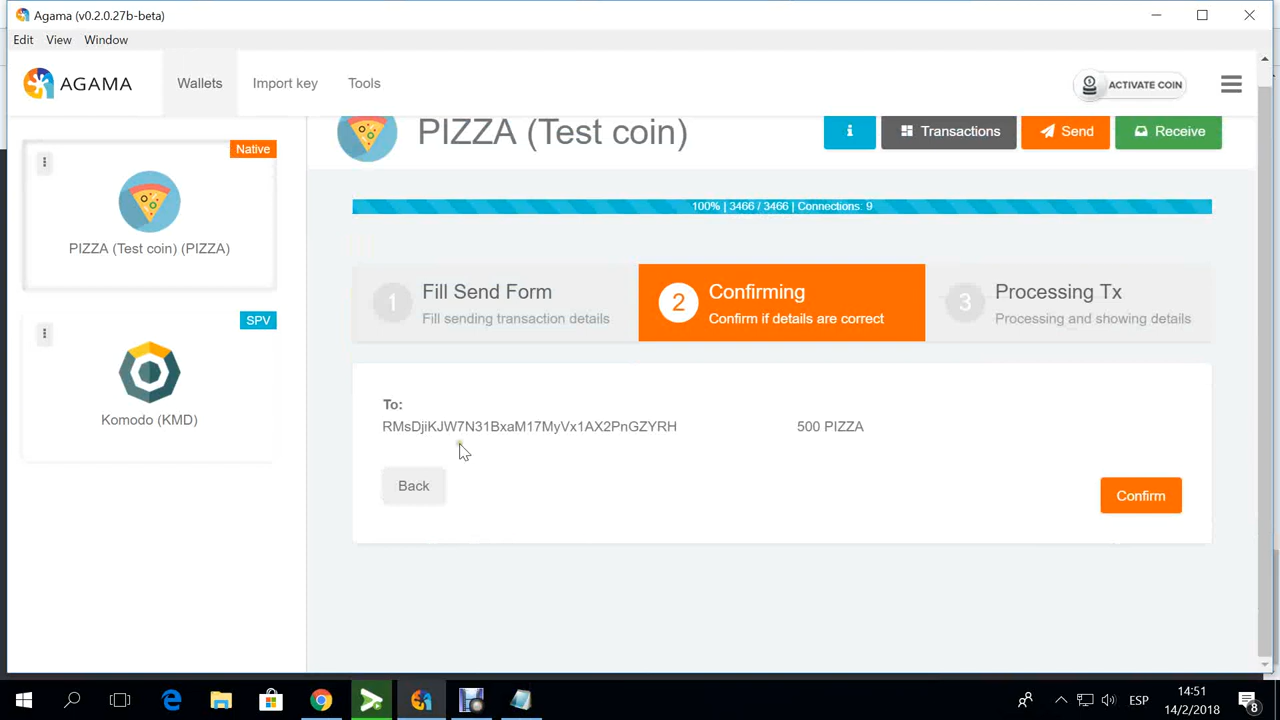 Agama (v0.2.0.27b-beta)
Edit View Window
AGAMA
Wallets
Import key
Tools
ACTIVATE COIN
Native
PIZZA (Test coin) (PIZZA)
SPV
Komodo (KMD)
PIZZA (Test coin)
i
Transactions
Send
Receive
100% | 3466 / 3466 | Connections: 9
1
Fill Send Form
Fill sending transaction details
2
Confirming
Confirm if details are correct
3
Processing Tx
Processing and showing details
To:
RMsDjiKJW7N31BxaM17MyVx1AX2PnGZYRH 500 PIZZA
Back
Confirm
ESP
14:51
14/2/2018
8